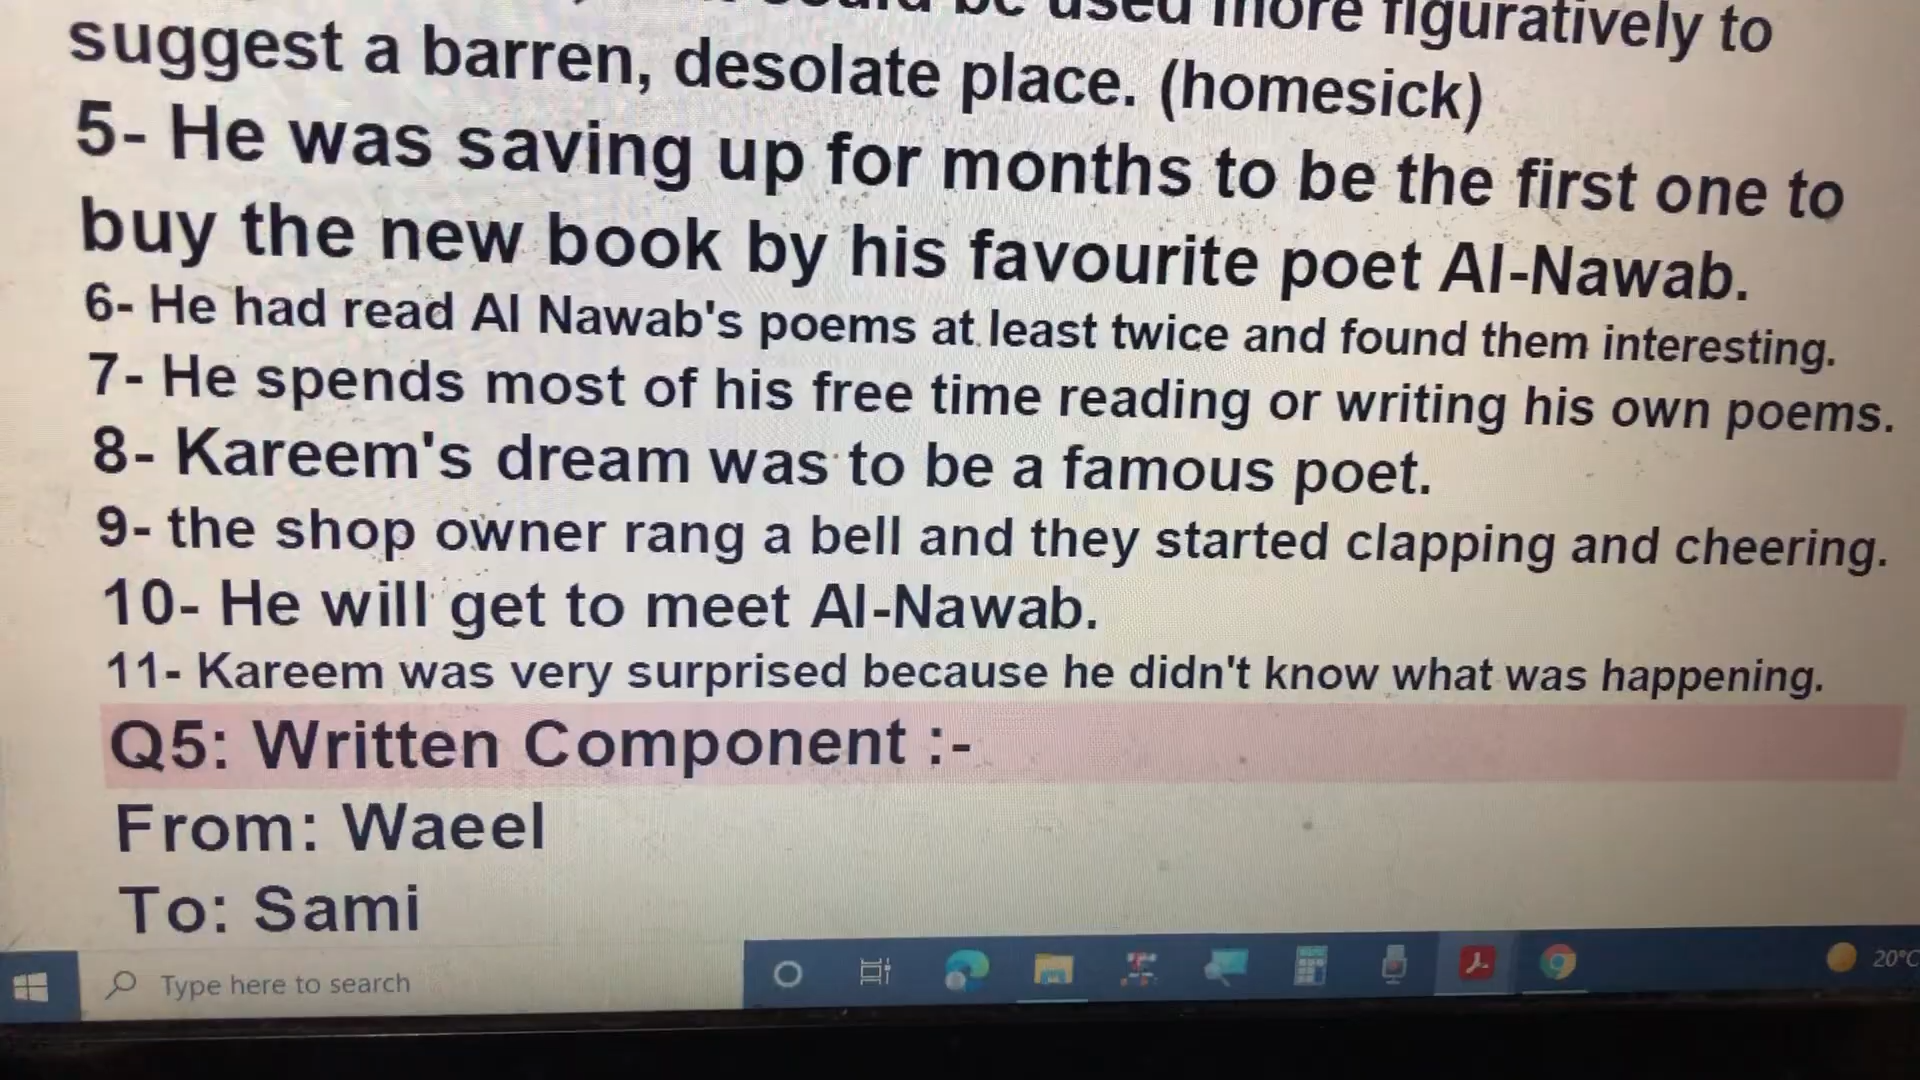 be used more figuratively to
suggest a barren, desolate place. (homesick)
5- He was saving up for months to be the first one to
buy the new book by his favourite poet Al-Nawab.
6- He had read Al Nawab's poems at least twice and found them interesting.
7- He spends most of his free time reading or writing his own poems.
8- Kareem's dream was to be a famous poet.
9- the shop owner rang a bell and they started clapping and cheering.
10- He will get to meet Al-Nawab.
11- Kareem was very surprised because he didn't know what was happening.
Q5: Written Component :-
From: Waeel
To: Sami
Type here to search
20°C